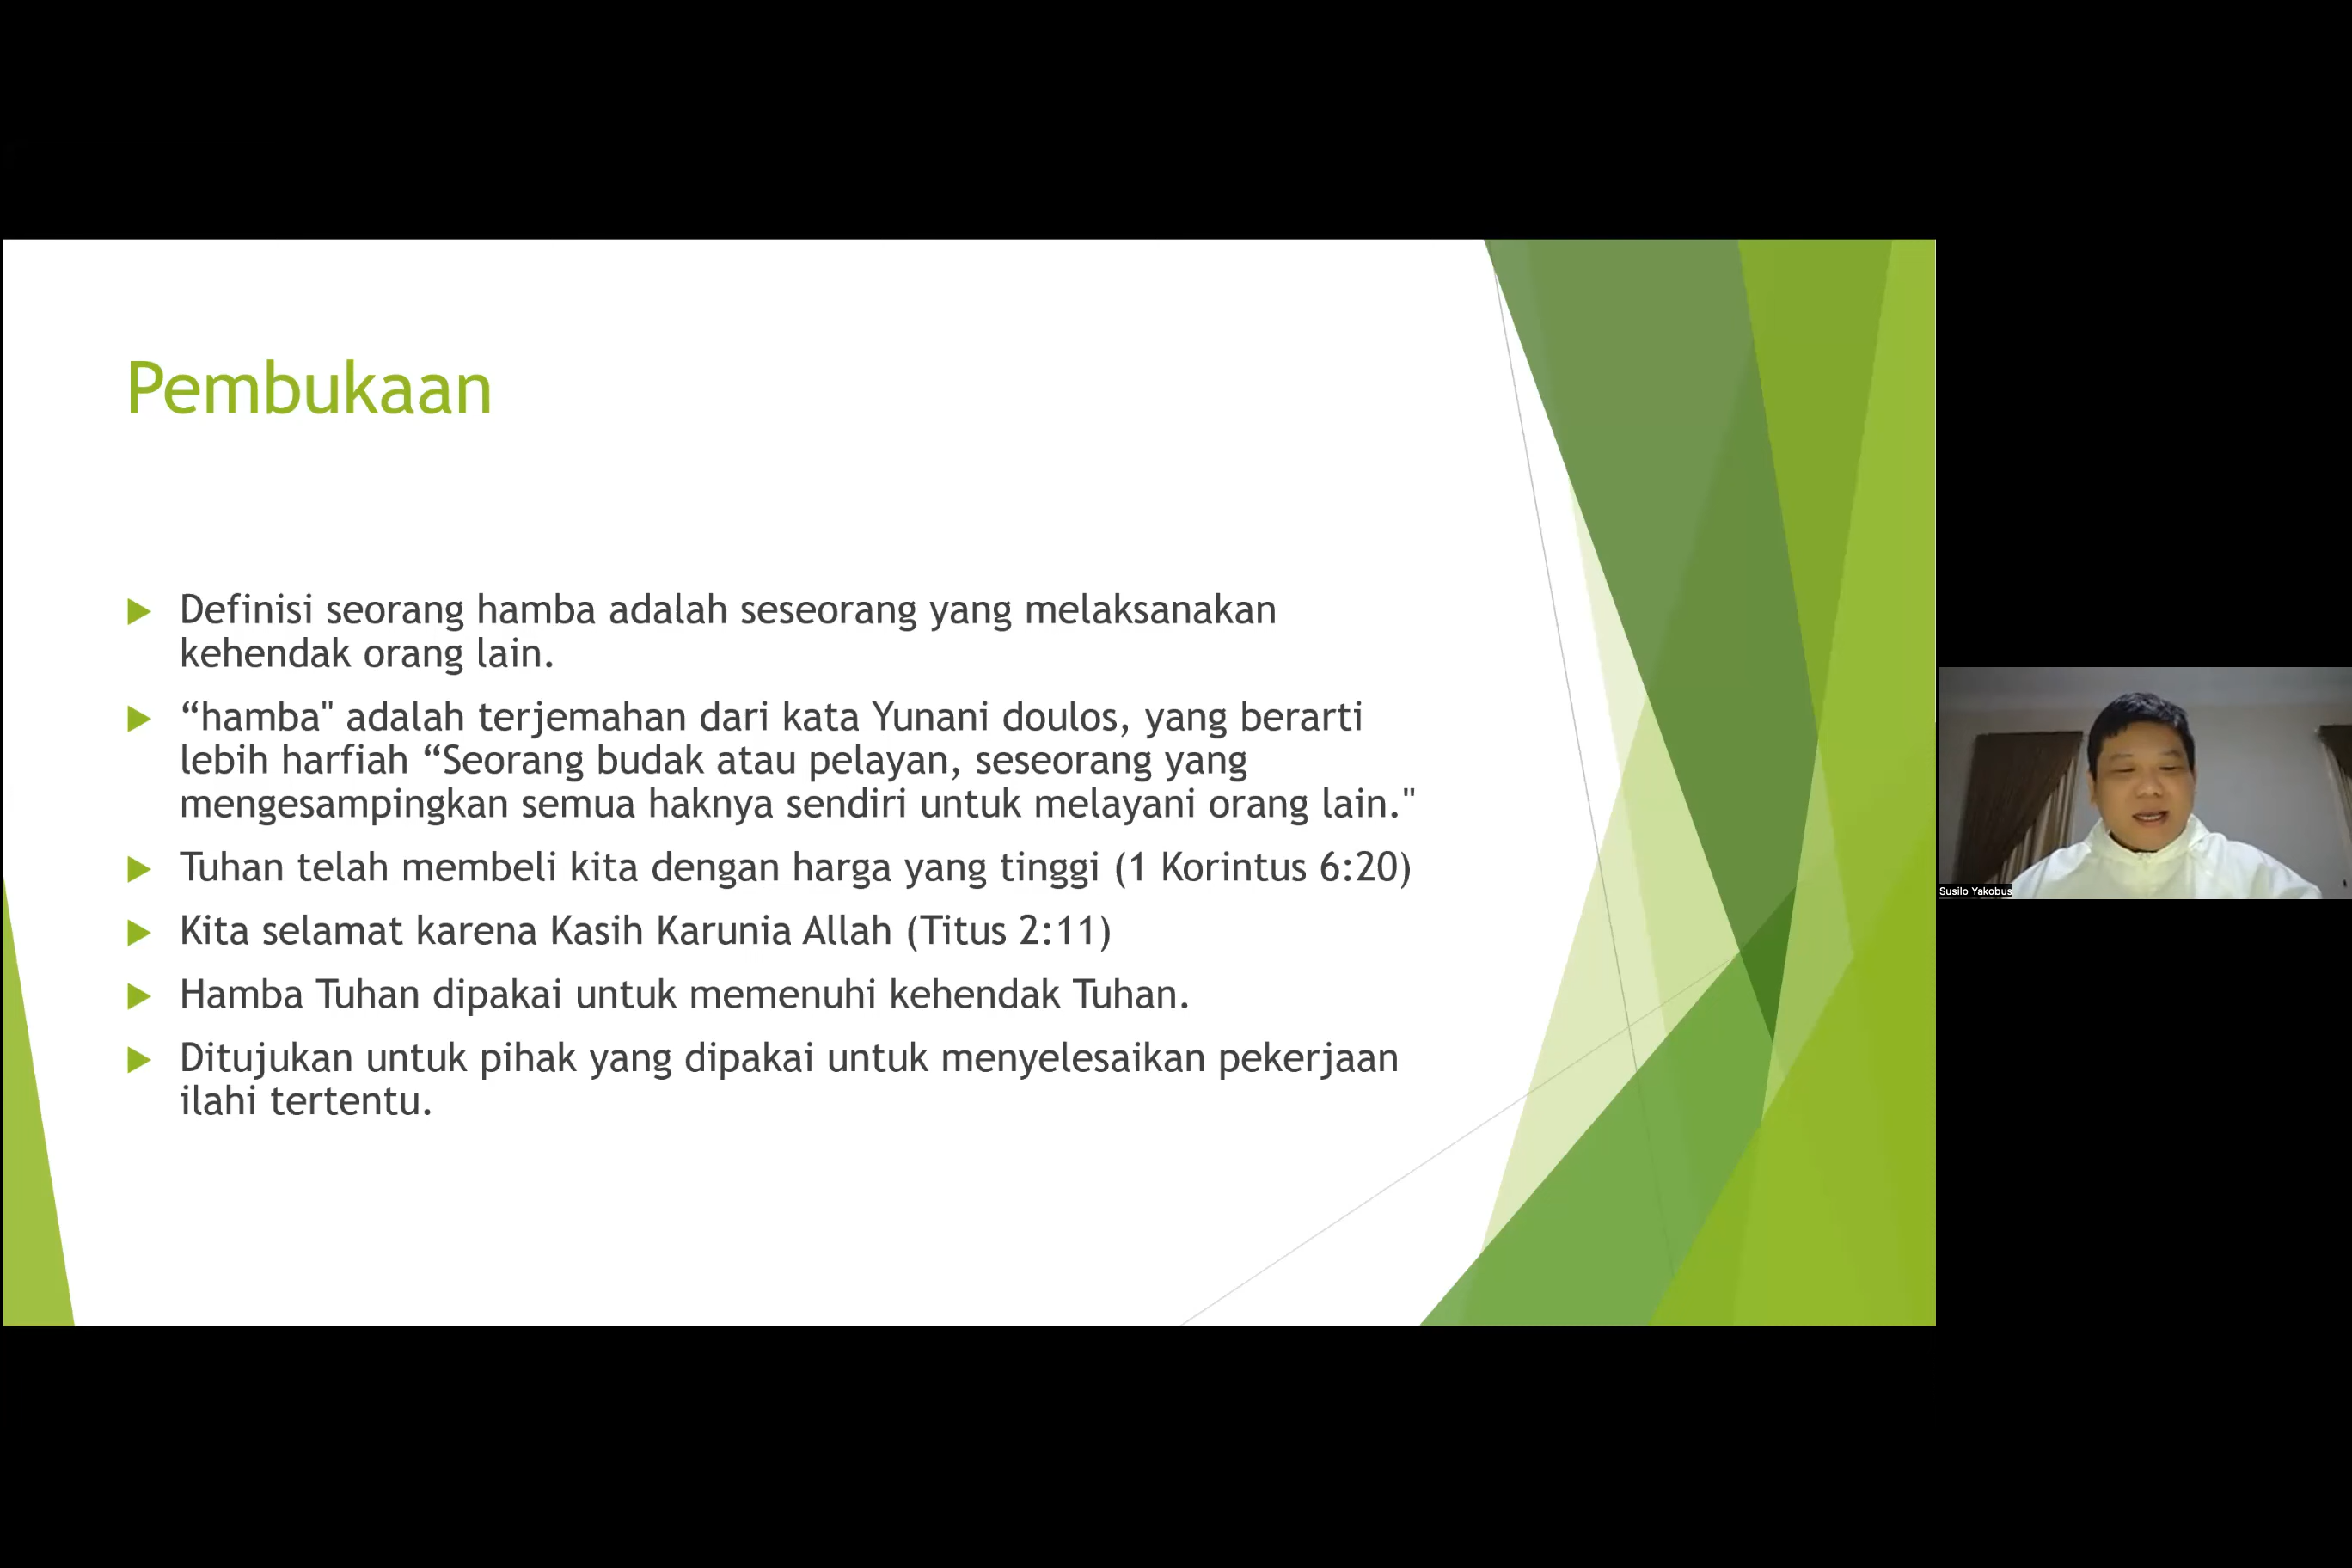 Pembukaan
Definisi seorang hamba adalah seseorang yang melaksanakan
kehendak orang lain.
“hamba" adalah terjemahan dari kata Yunani doulos, yang berarti
lebih harfiah “Seorang budak atau pelayan, seseorang yang
mengesampingkan semua haknya sendiri untuk melayani orang lain."
Tuhan telah membeli kita dengan harga yang tinggi (1 Korintus 6:20)
Kita selamat karena Kasih Karunia Allah (Titus 2:11)
Hamba Tuhan dipakai untuk memenuhi kehendak Tuhan.
Ditujukan untuk pihak yang dipakai untuk menyelesaikan pekerjaan
ilahi tertentu.
Susilo Yakobus